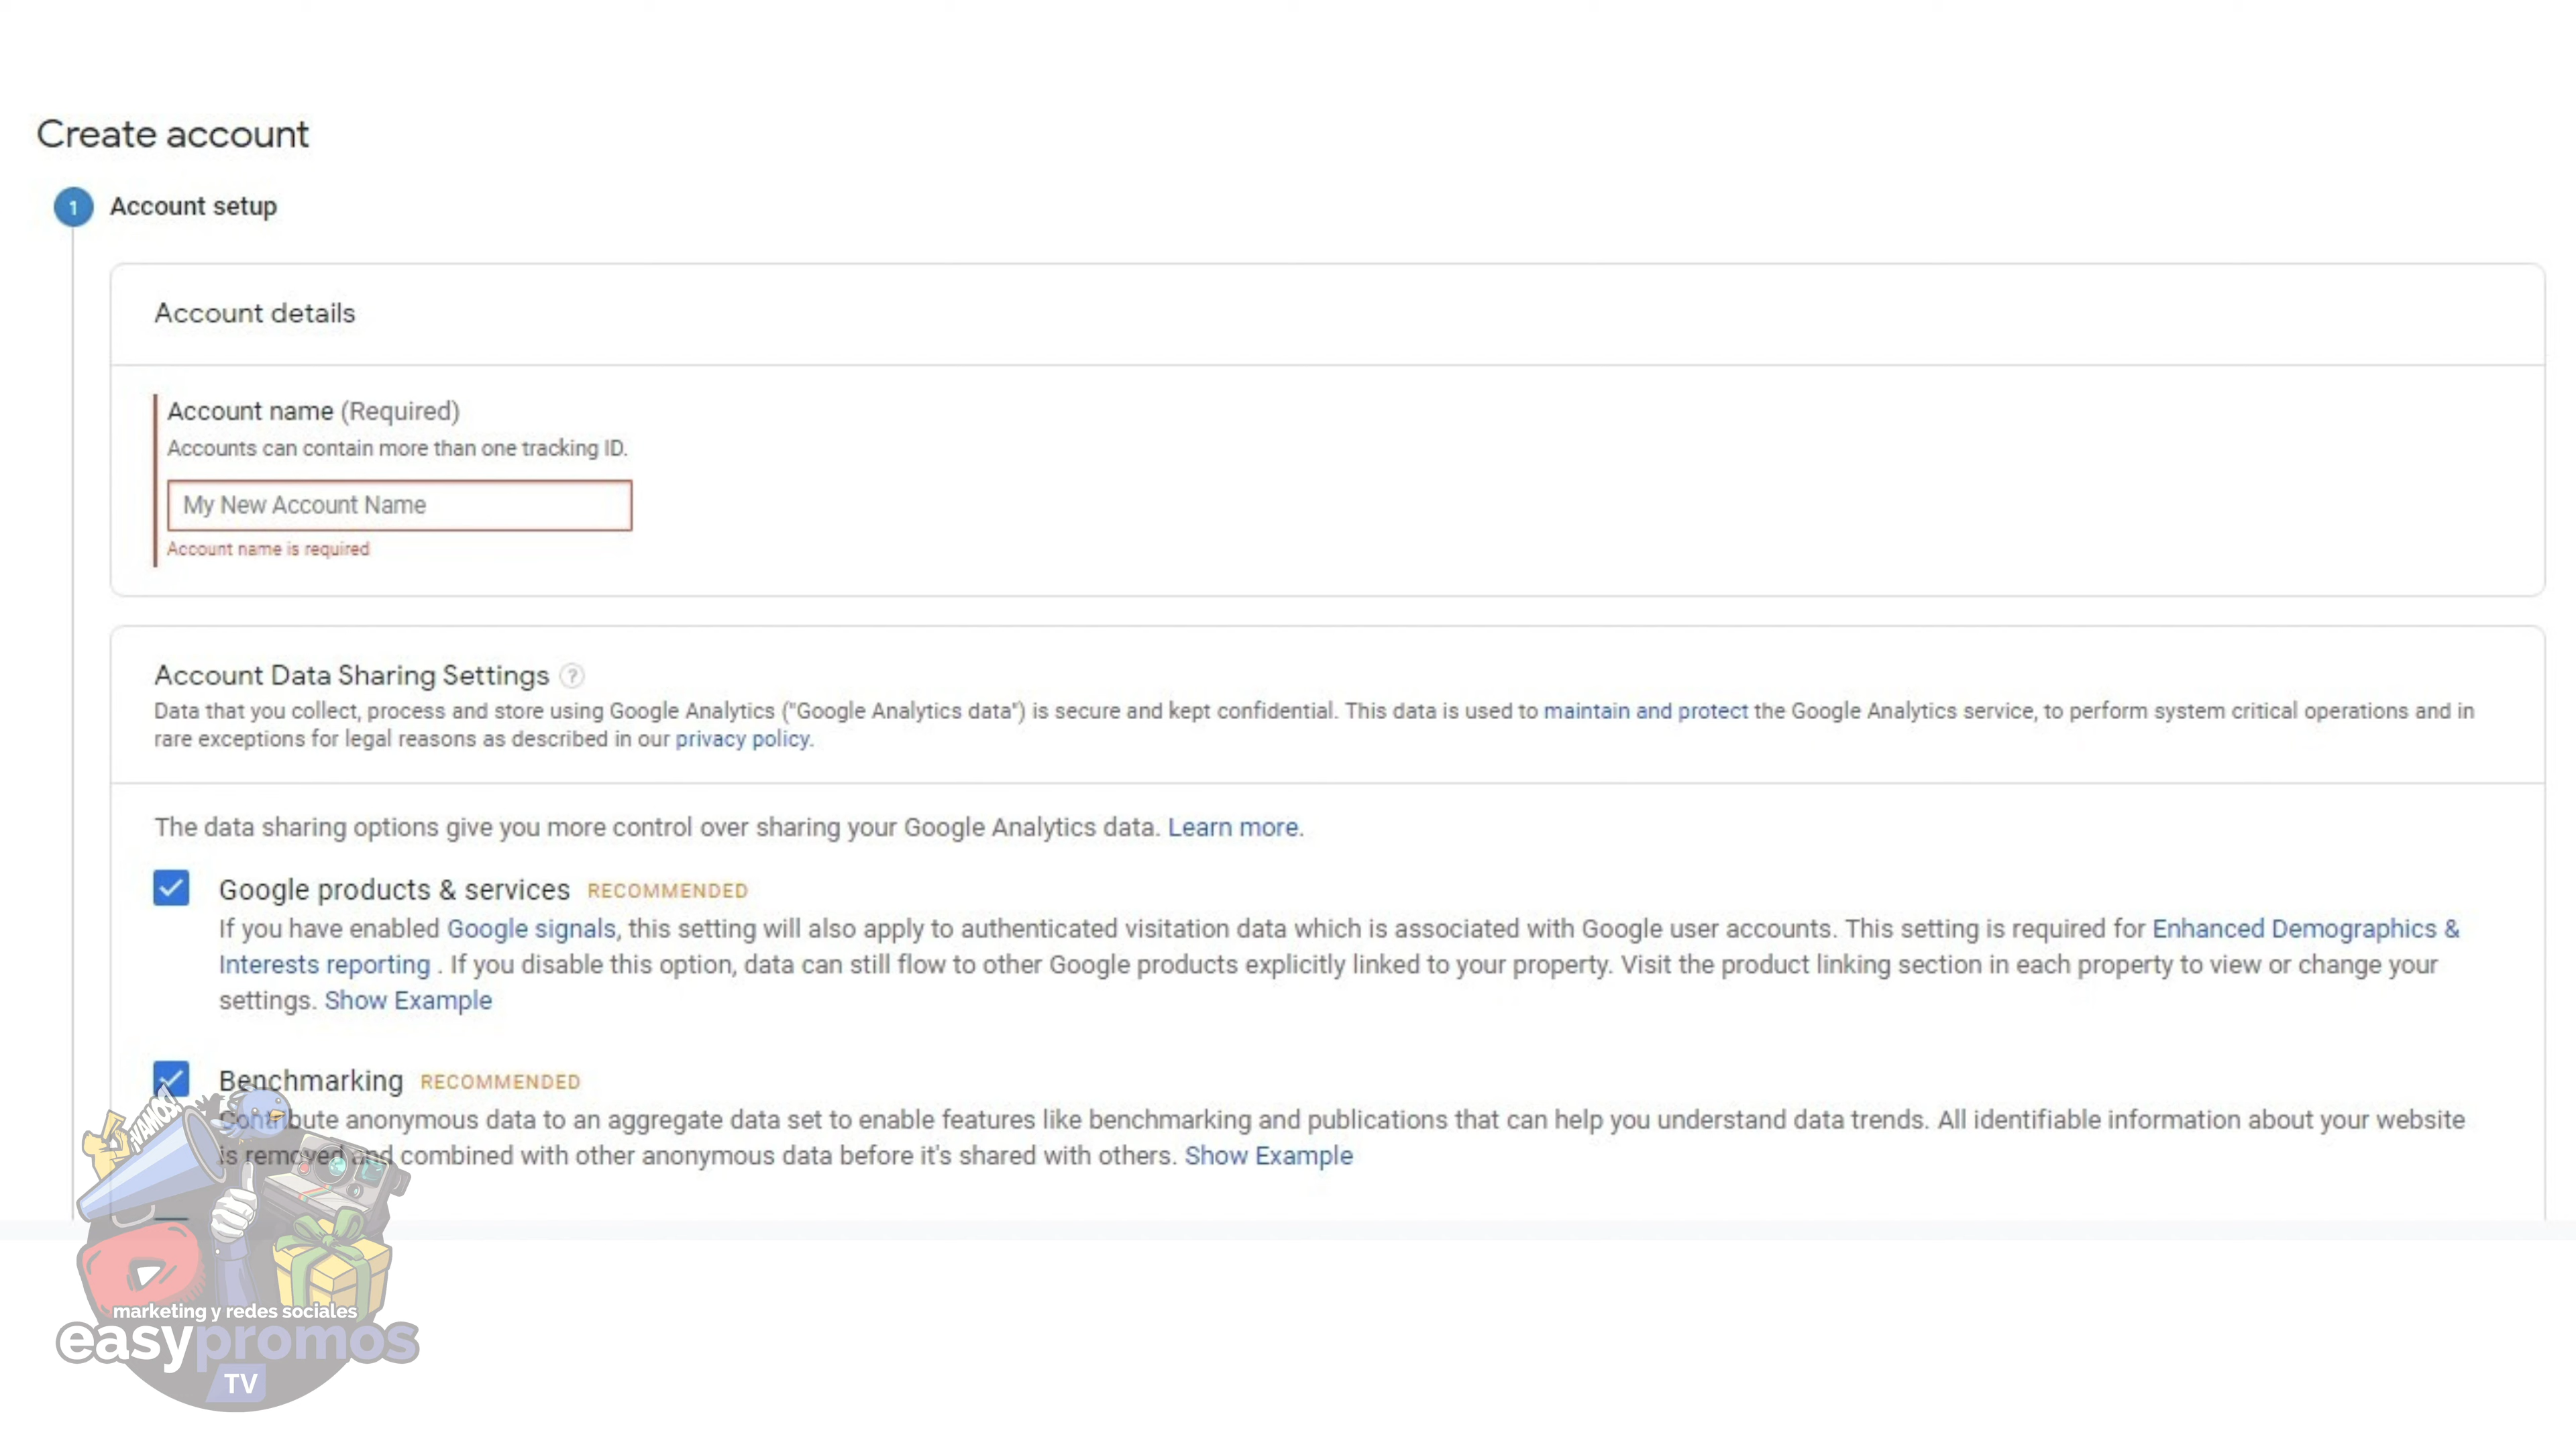 Create account
1 Account setup
Account details
Account name (Required)
Accounts can contain more than one tracking ID.
My New Account Name
Account name is required
Account Data Sharing Settings ?
Data that you collect, process and store using Google Analytics ("Google Analytics data") is secure and kept confidential. This data is used to maintain and protect the Google Analytics service, to perform system critical operations and in
rare exceptions for legal reasons as described in our privacy policy.
The data sharing options give you more control over sharing your Google Analytics data. Learn more.
Google products & services RECOMMENDED
If you have enabled Google signals, this setting will also apply to authenticated visitation data which is associated with Google user accounts. This setting is required for Enhanced Demographics &
Interests reporting . If you disable this option, data can still flow to other Google products explicitly linked to your property. Visit the product linking section in each property to view or change your
settings. Show Example
Benchmarking RECOMMENDED
Contribute anonymous data to an aggregate data set to enable features like benchmarking and publications that can help you understand data trends. All identifiable information about your website
is removed and combined with other anonymous data before it's shared with others. Show Example
¡VAMOS!
marketing y redes sociales
easypromos
TV